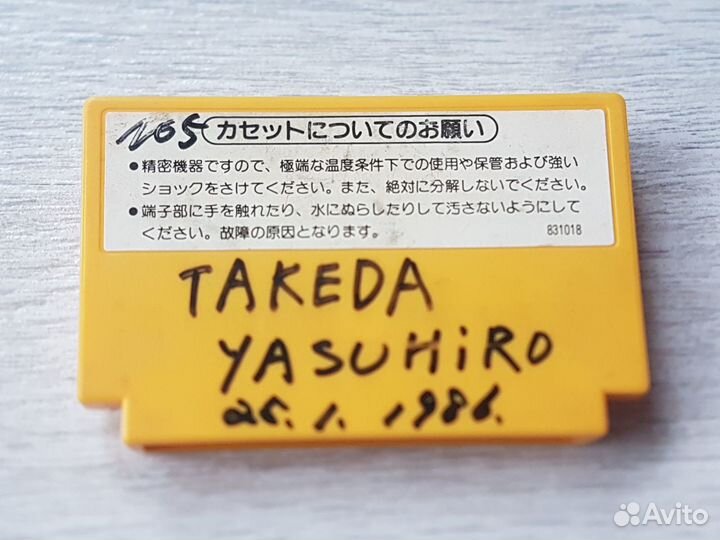 No5 カセットについてのお願い
●精密機器ですので、極端な温度条件下での使用や保管および強い
ショックをさけてください。また、絶対に分解しないでください。
●端子部に手を触れたり、水にぬらしたりして汚さないようにして
ください。故障の原因となります。 831018
TAKEDA
YASUHiRO
25.1.1986.
Avito